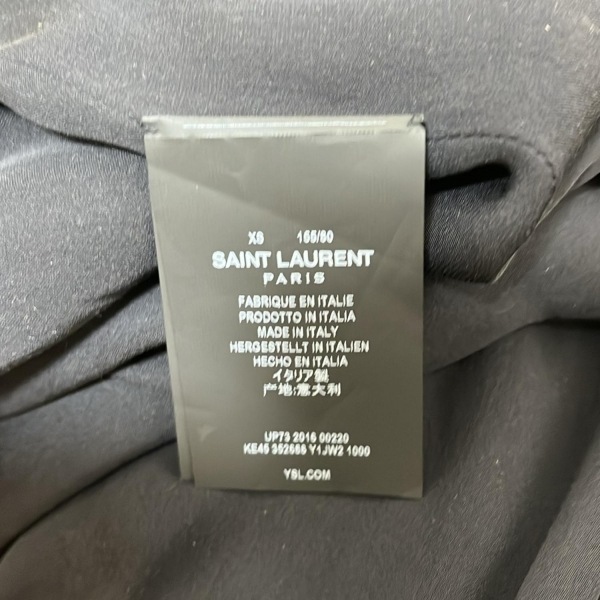 XS 155/80
SAINT LAURENT
PARIS
FABRIQUE EN ITALIE
PRODOTTO IN ITALIA
MADE IN ITALY
HERGESTELLT IN ITALIEN
HECHO EN ITALIA
イタリア製
产地:意大利
UP73 2016 00220
KE45 352686 Y1JW2 1000
YSL.COM